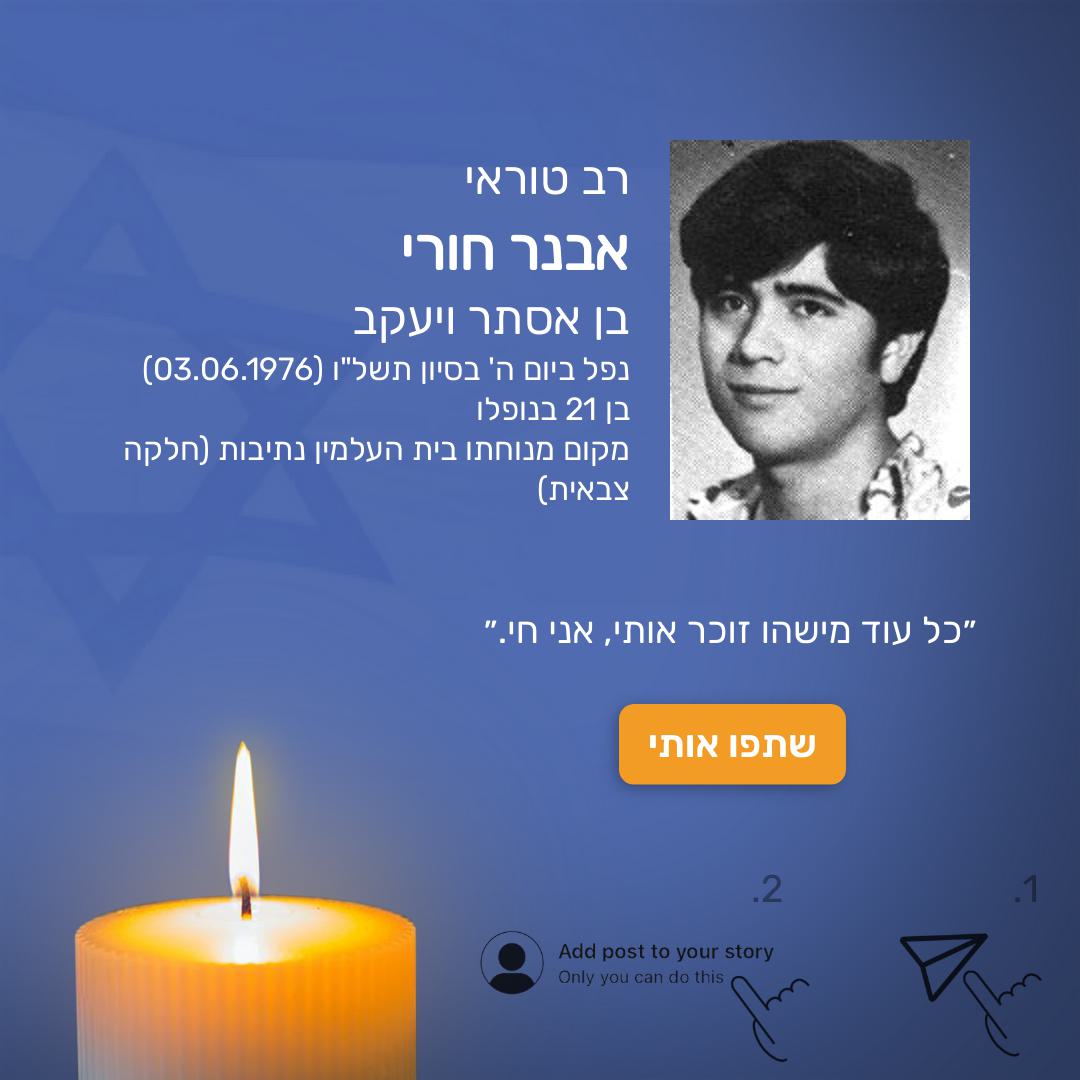 רב טוראי
אבנר חורי
בן אסתר ויעקב
נפל ביום ה' בסיון תשל"ו (03.06.1976)
בן 21 בנופלו
מקום מנוחתו בית העלמין נתיבות (חלקה
צבאית)
״כל עוד מישהו זוכר אותי, אני חי.״
שתפו אותי
1.
2.
Add post to your story
Only you can do this